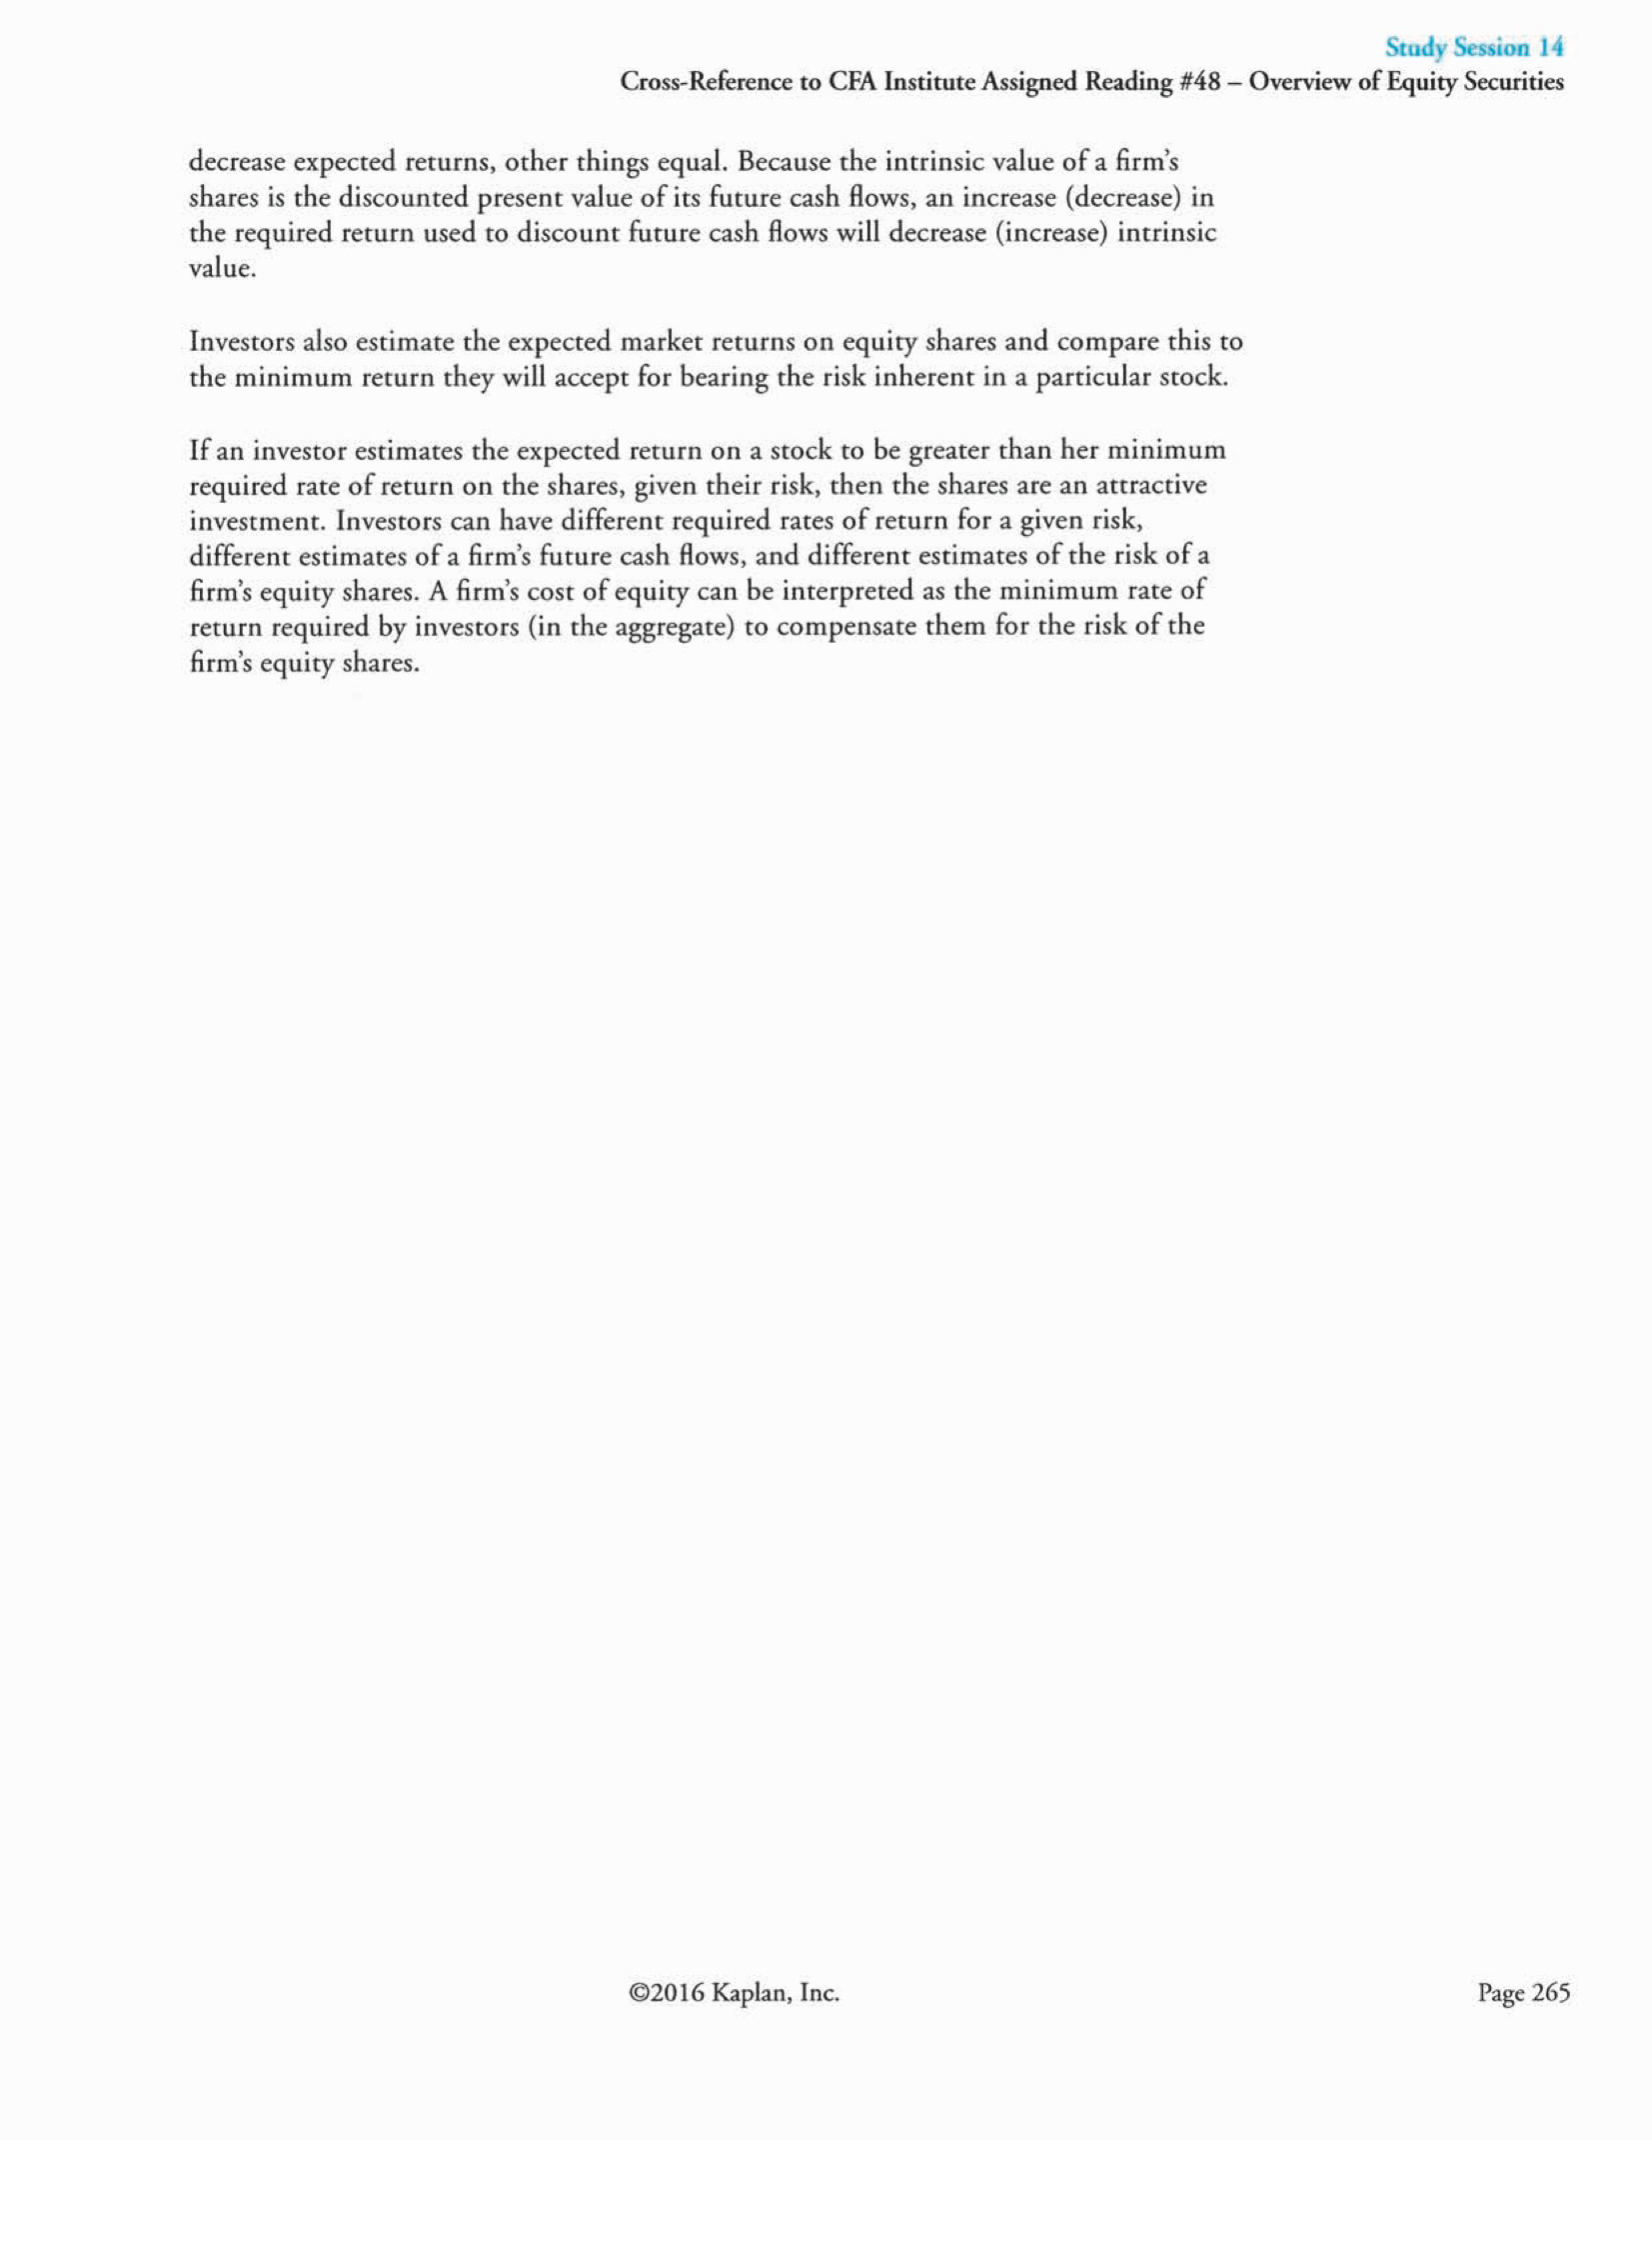 Study Session 14
Cross-Reference to CFA Institute Assigned Reading #48 – Overview of Equity Securities
decrease expected returns, other things equal. Because the intrinsic value of a firm's
shares is the discounted present value of its future cash flows, an increase (decrease) in
the required return used to discount future cash flows will decrease (increase) intrinsic
value.
Investors also estimate the expected market returns on equity shares and compare this to
the minimum return they will accept for bearing the risk inherent in a particular stock.
If an investor estimates the expected return on a stock to be greater than her minimum
required rate of return on the shares, given their risk, then the shares are an attractive
investment. Investors can have different required rates of return for a given risk,
different estimates of a firm's future cash flows, and different estimates of the risk of a
firm's equity shares. A firm's cost of equity can be interpreted as the minimum rate of
return required by investors (in the aggregate) to compensate them for the risk of the
firm's equity shares.
©2016 Kaplan, Inc.
Page 265